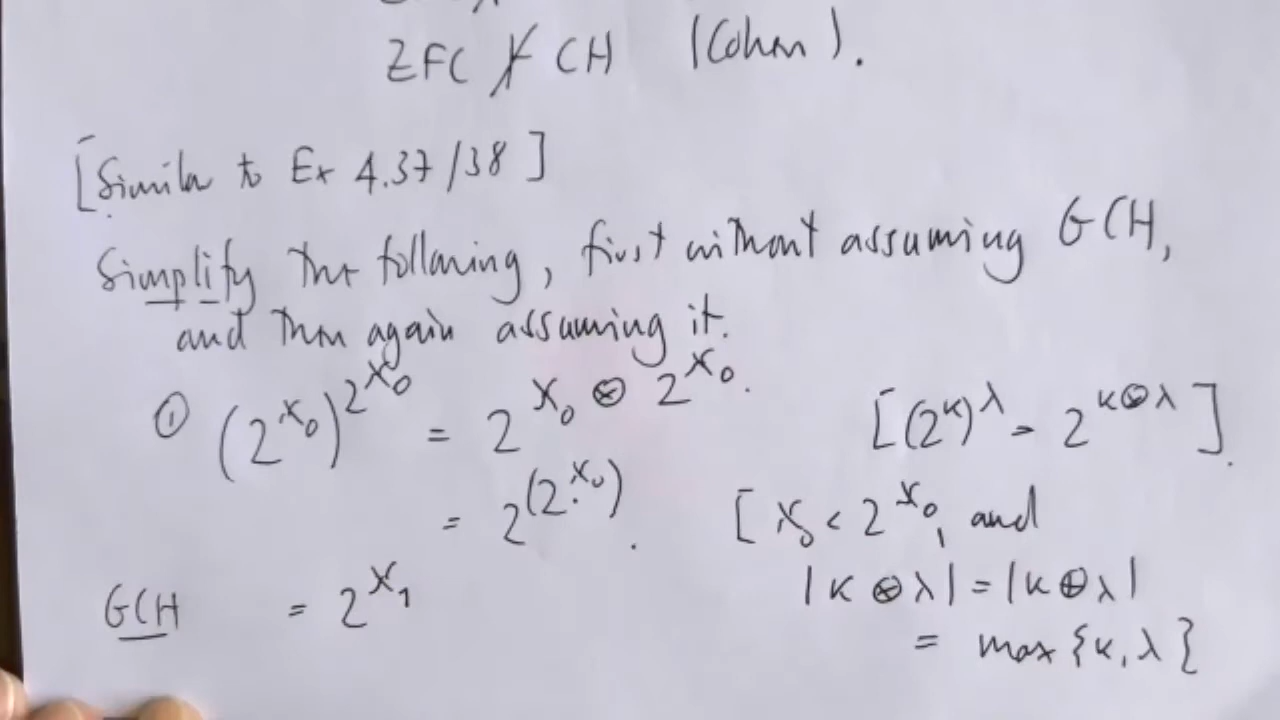 ZFC ⊬ CH (Cohen).
[Similar to Ex 4.37/38]
Simplify the following, first without assuming GCH,
and then again assuming it.
① (2^ℵ₀)^2^ℵ₀ = 2^ℵ₀ ⊗ 2^ℵ₀. [(2^κ)^λ = 2^κ⊗λ].
= 2^(2^ℵ₀). [ℵ₀ < 2^ℵ₀, and
|κ ⊗ λ| = |κ ⊕ λ|
GCH = 2^ℵ₁
= max {κ, λ}